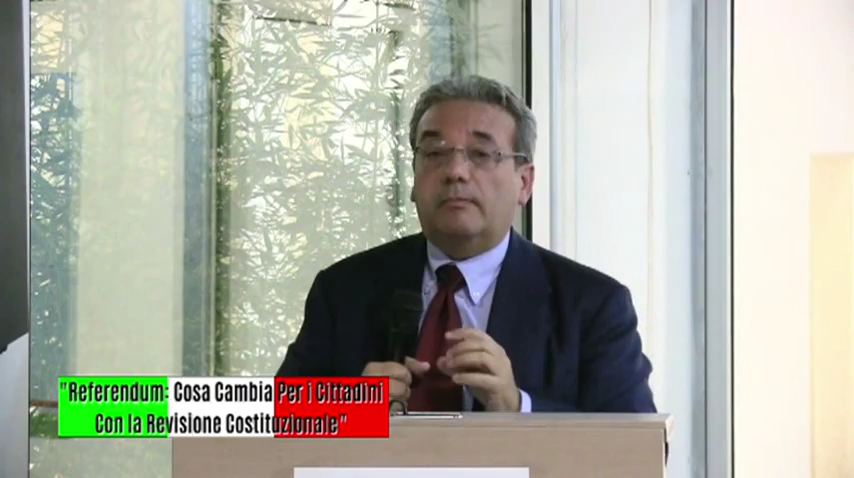 "Referendum: Cosa Cambia Per i Cittadini
Con la Revisione Costituzionale"